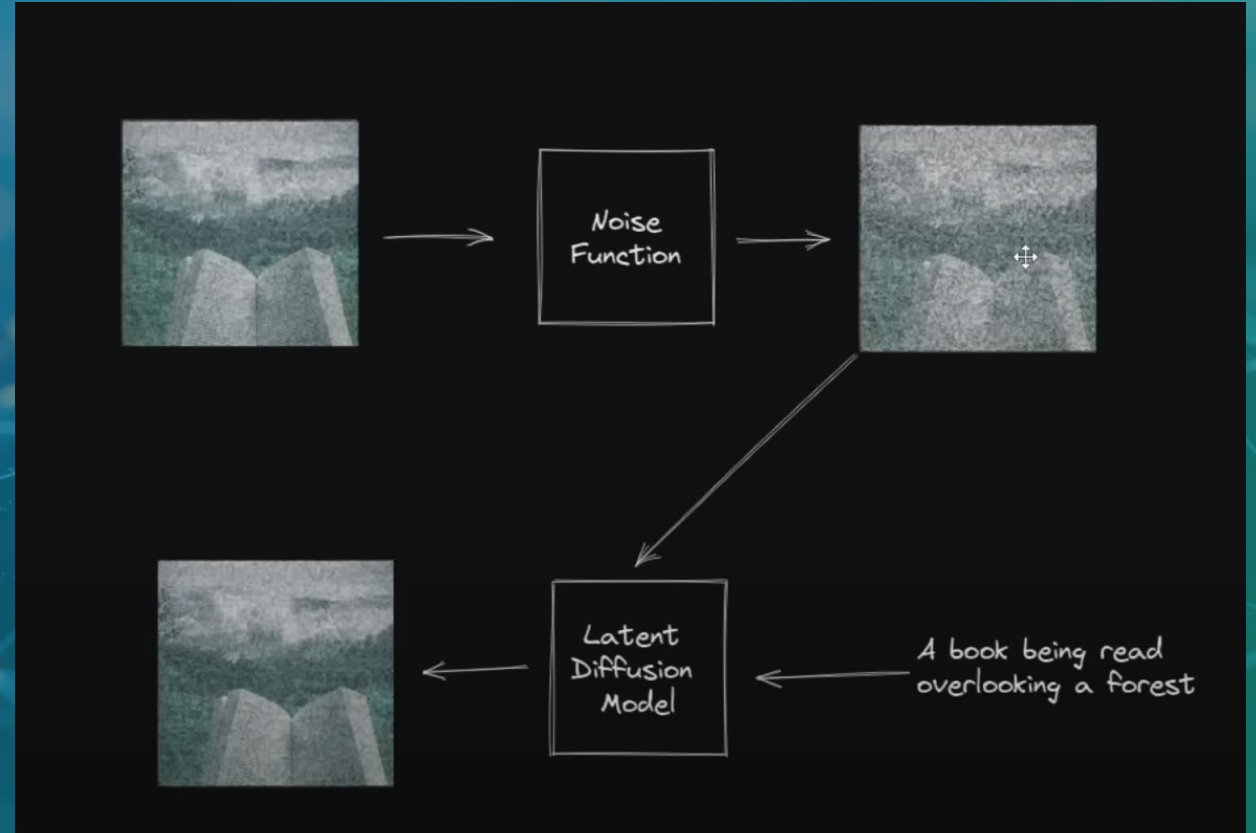 Noise
Function
Latent
Diffusion
Model
A book being read
overlooking a forest